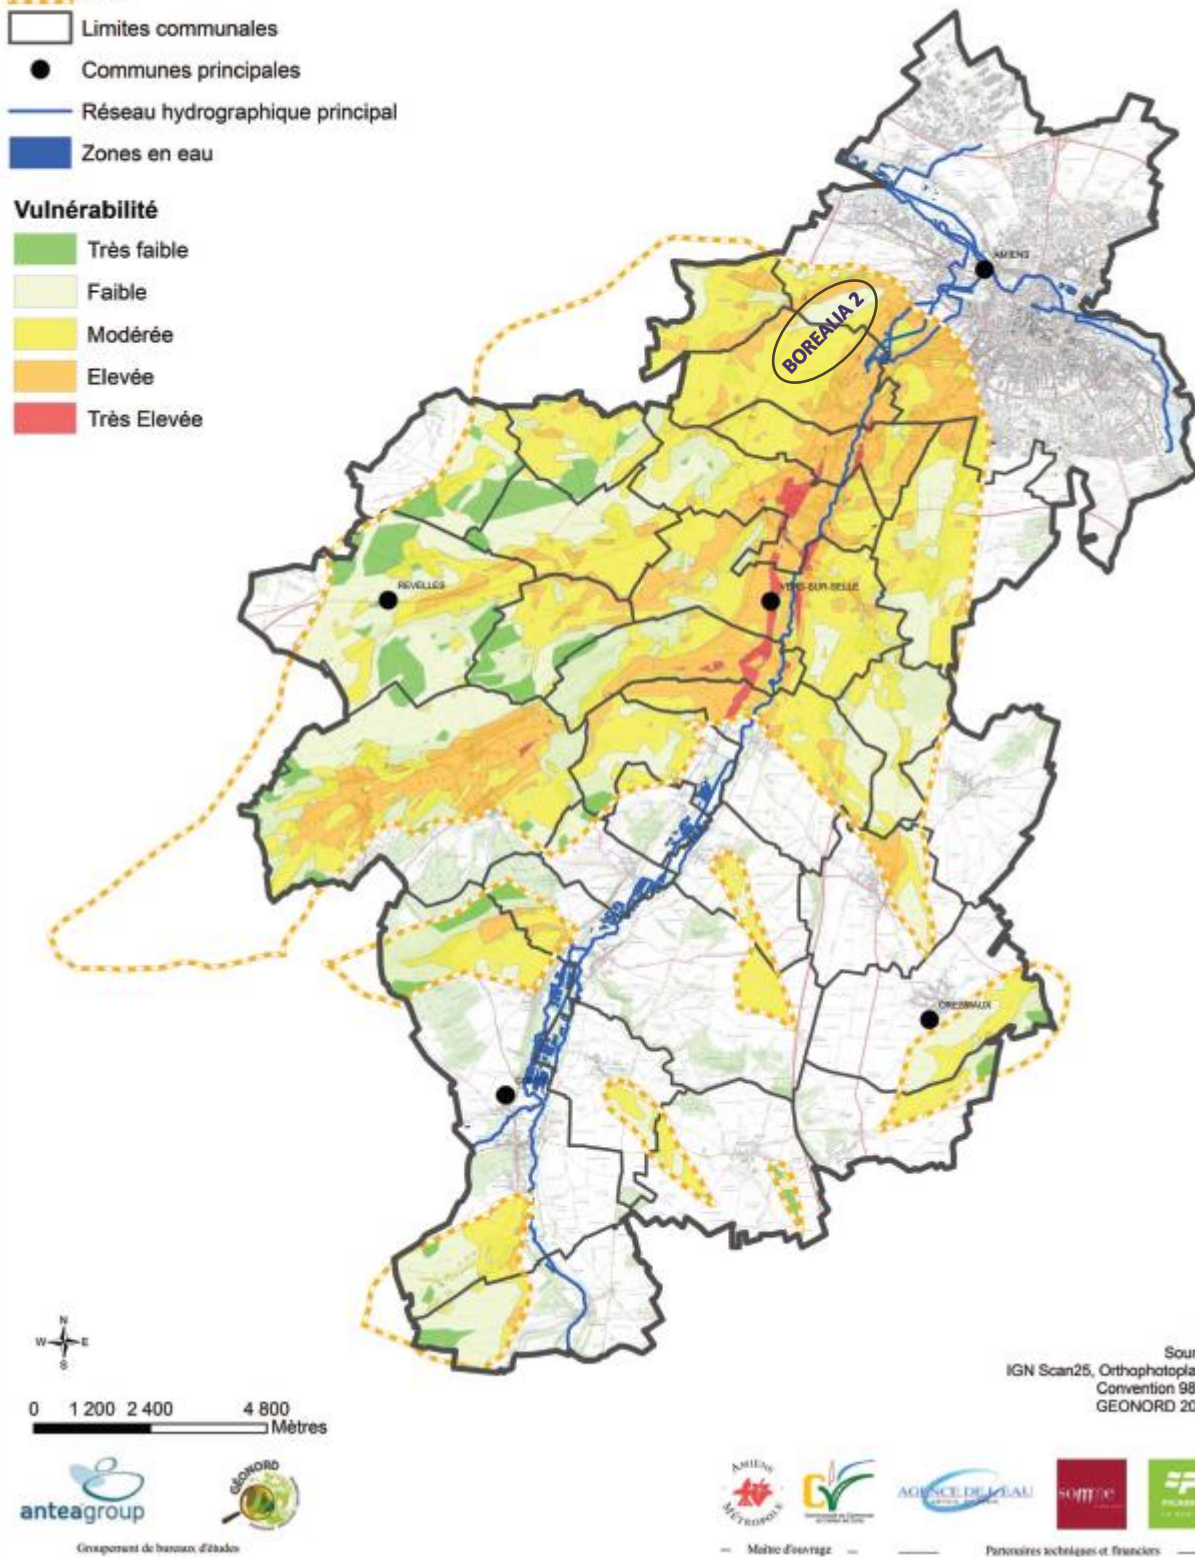 Limites communales
Communes principales
Réseau hydrographique principal
Zones en eau
Vulnérabilité
Très faible
Faible
Modérée
Elevée
Très Elevée
AMIENS
BOREALIA 2
REVELLES
VERS-SUR-SELLE
ORESMAUX
N
W E
S
0 1 200 2 400 4 800
Mètres
Sour
IGN Scan25, Orthophotopla
Convention 98
GEONORD 20
anteagroup
GÉONORD
Groupement de bureaux d'études
AMIENS
MÉTROPOLE
AGENCE DE L'EAU
somme
Maître d'ouvrage
Partenaires techniques et financiers